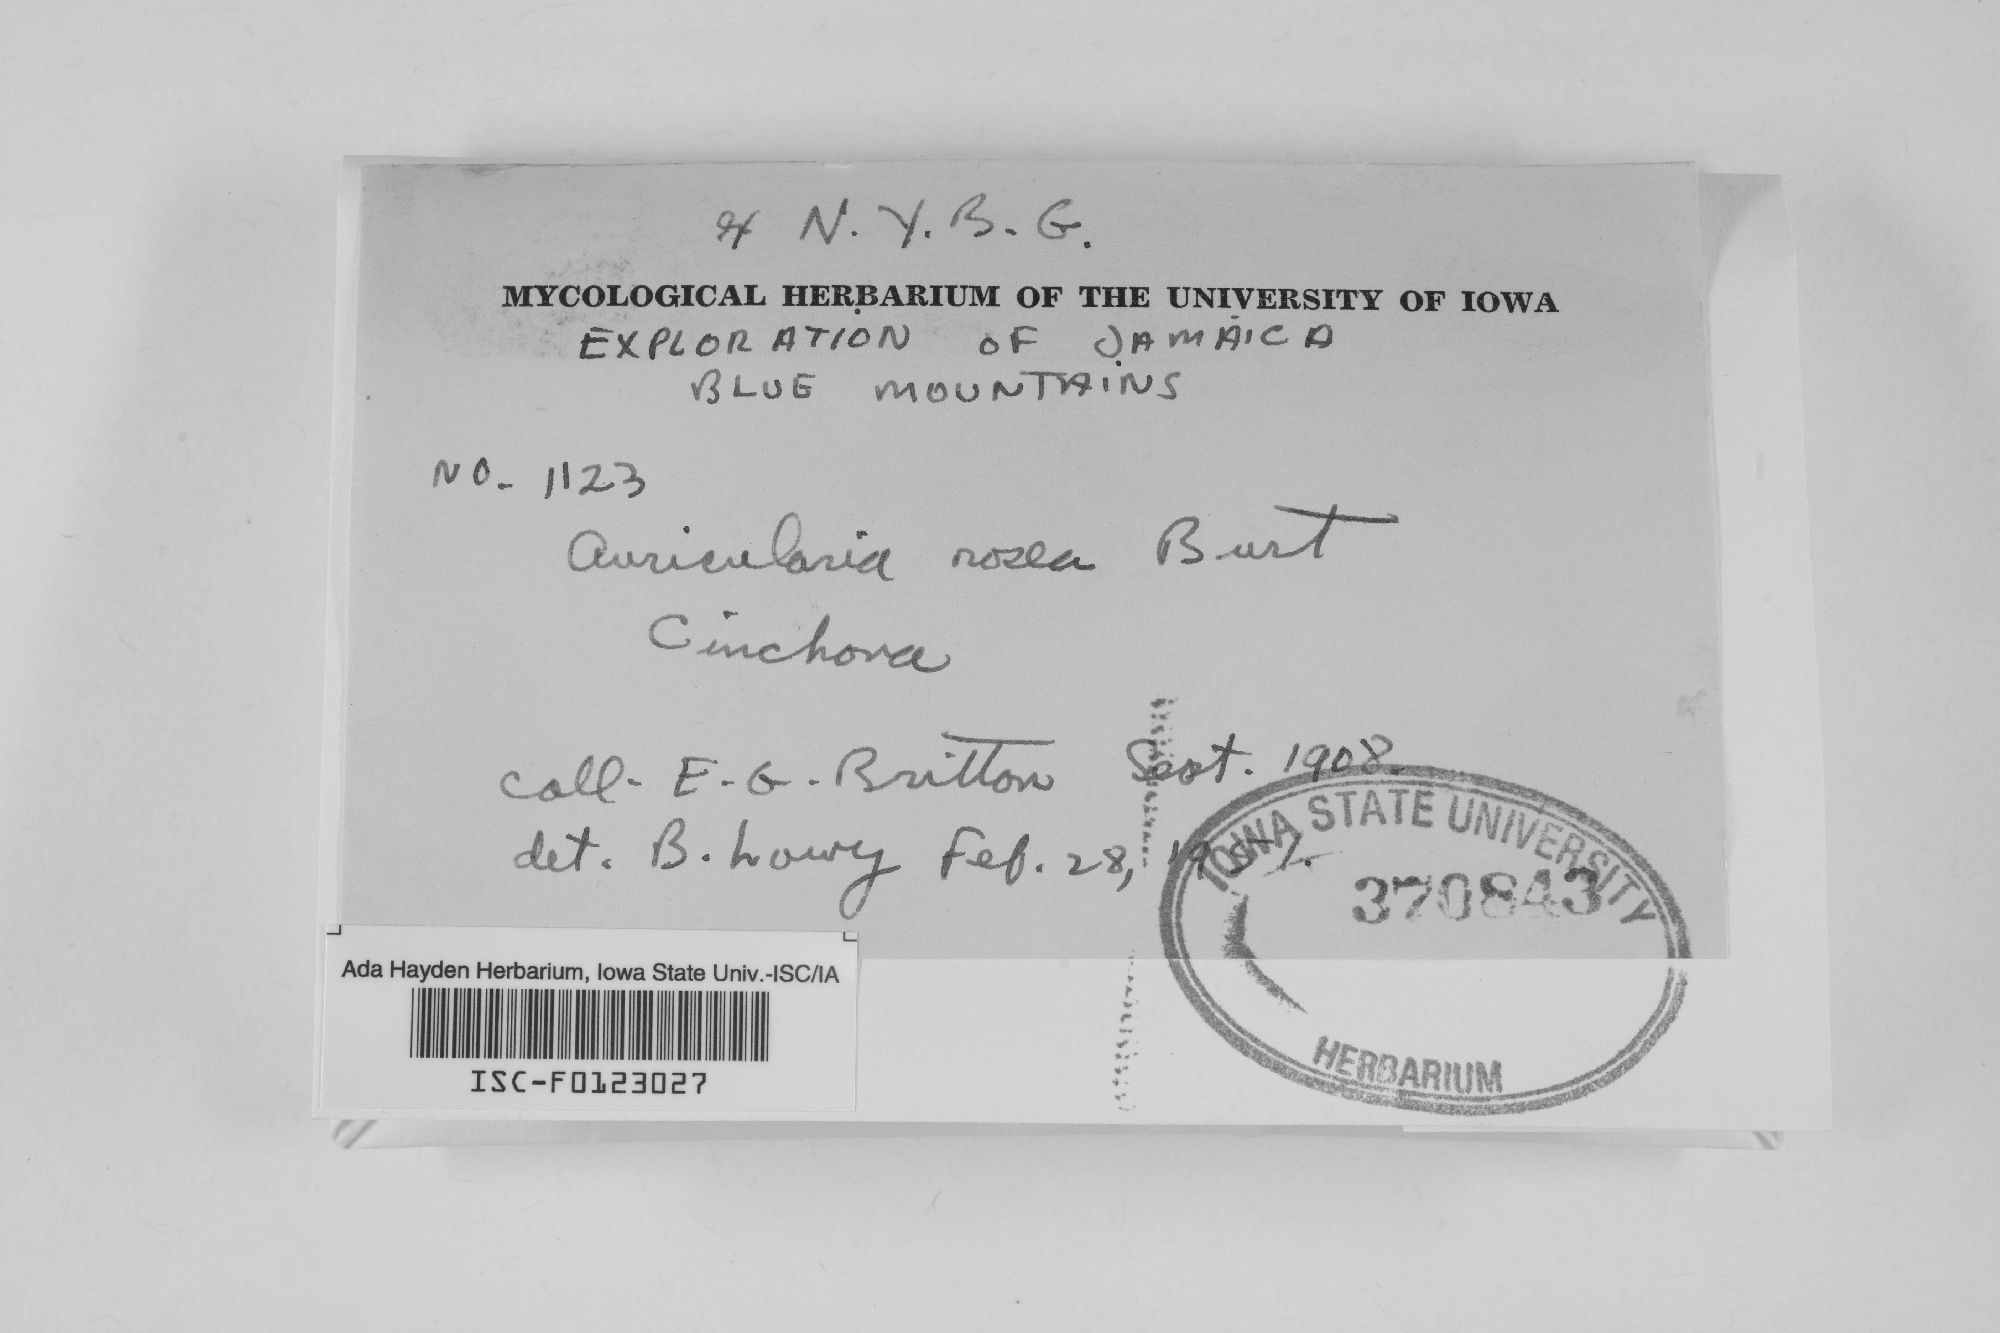 & N. Y. B. G.
MYCOLOGICAL HERBARIUM OF THE UNIVERSITY OF IOWA
EXPLORATION OF JAMAICA
BLUE MOUNTAINS
NO. 1123
Auricularia rosea Burt
Cinchona
coll. E. G. Britton Sept. 1908.
det. B. Lowy Feb. 28,
IOWA STATE UNIVERSITY
370843
HERBARIUM
Ada Hayden Herbarium, Iowa State Univ.-ISC/IA
ISC-F0123027